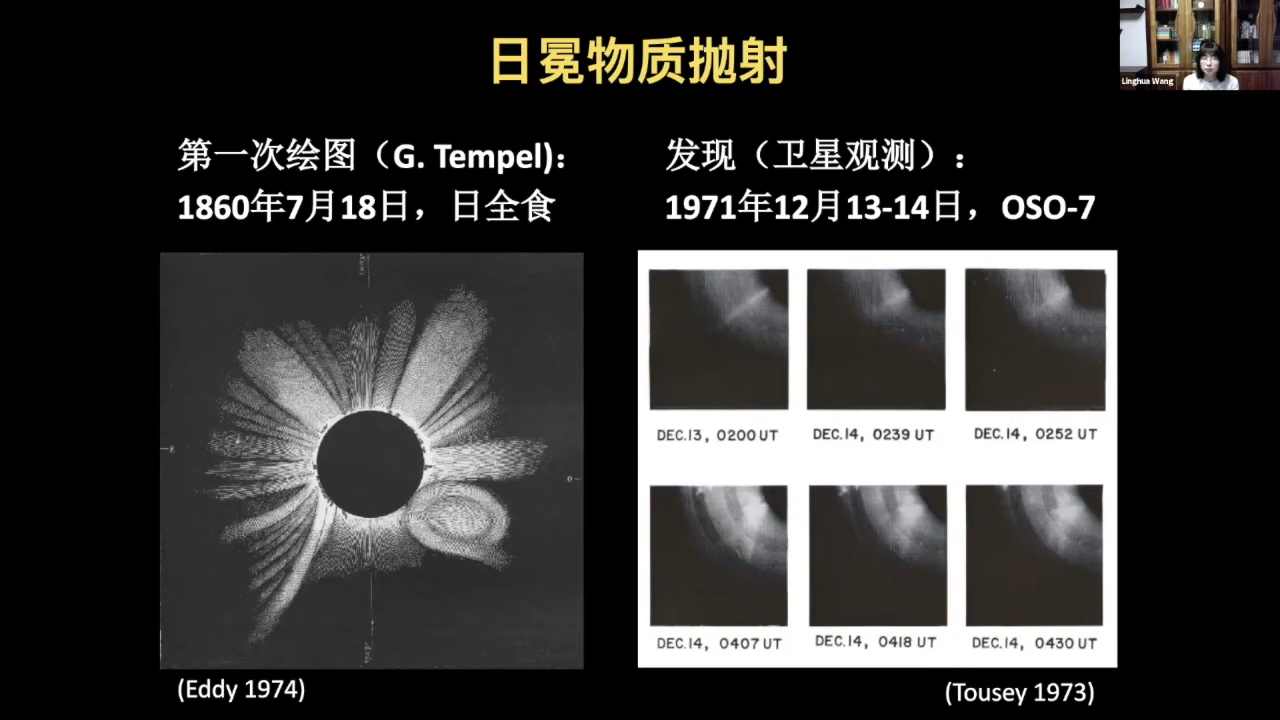 日冕物质抛射
Linghua Wang
第一次绘图（G. Tempel):
1860年7月18日，日全食
发现（卫星观测）:
1971年12月13-14日，OSO-7
DEC.13, 0200 UT
DEC.14, 0239 UT
DEC.14, 0252 UT
DEC.14, 0407 UT
DEC.14, 0418 UT
DEC.14, 0430 UT
(Eddy 1974)
(Tousey 1973)